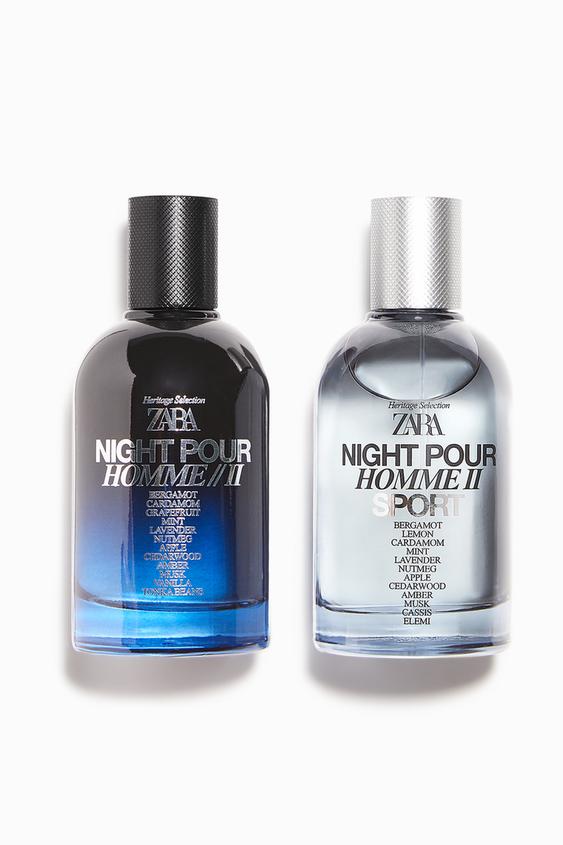 Heritage Selection
ZARA
NIGHT POUR
HOMME // II
BERGAMOT
CARDAMOM
GRAPEFRUIT
MINT
LAVENDER
NUTMEG
APPLE
CEDARWOOD
AMBER
MUSK
VANILLA
TONKA BEANS
Heritage Selection
ZARA
NIGHT POUR
HOMME II
SPORT
BERGAMOT
LEMON
CARDAMOM
MINT
LAVENDER
NUTMEG
APPLE
CEDARWOOD
AMBER
MUSK
CASSIS
ELEMI